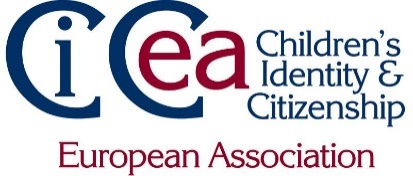 CiCea
Children's
Identity &
Citizenship
European Association